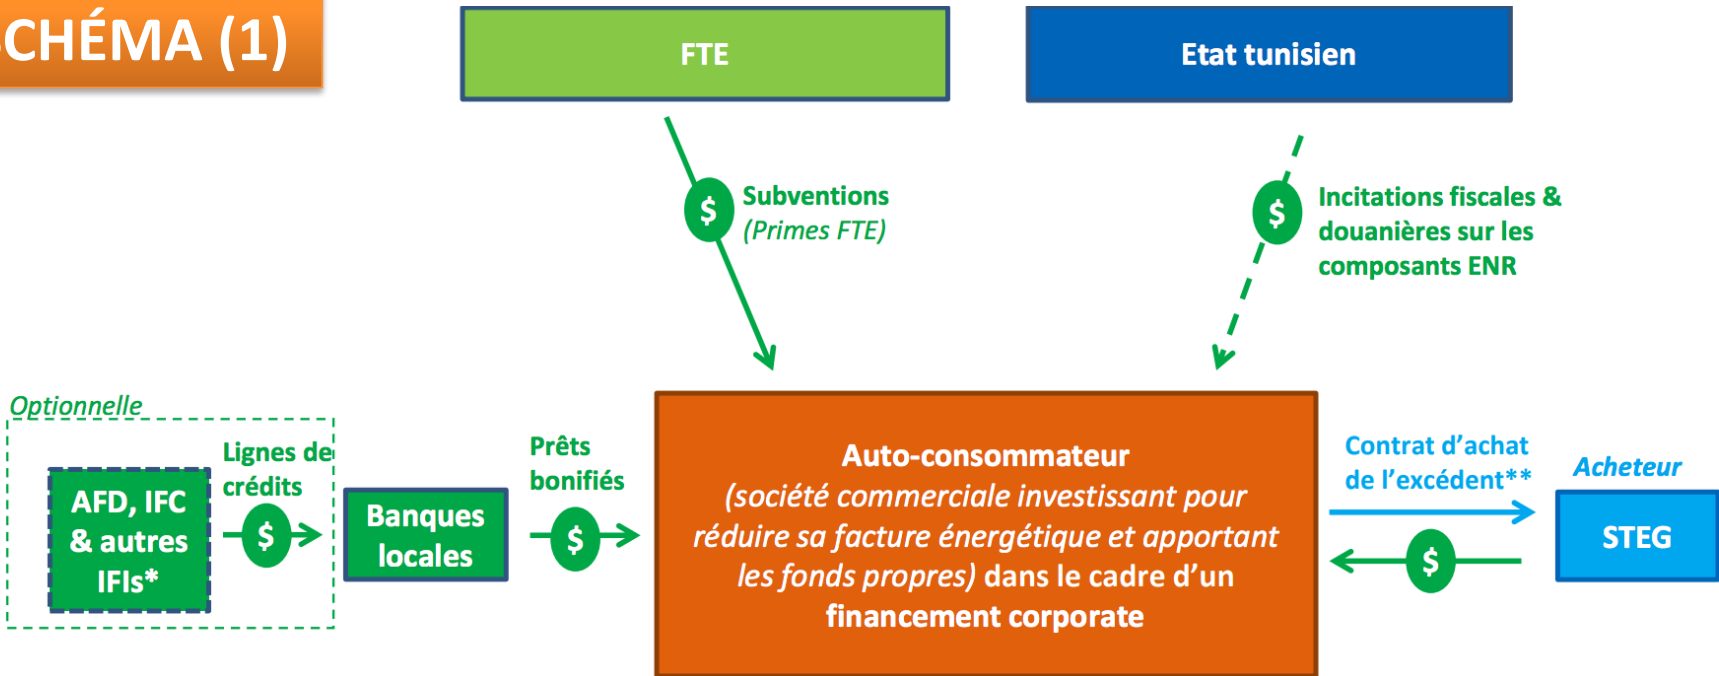 SCHÉMA (1)
FTE
Etat tunisien
$
Subventions
(Primes FTE)
$
Incitations fiscales &
douanières sur les
composants ENR
Optionnelle
Lignes de
crédits
AFD, IFC
& autres
IFIs*
$
Banques
locales
Prêts
bonifiés
$
Auto-consommateur
(société commerciale investissant pour
réduire sa facture énergétique et apportant
les fonds propres) dans le cadre d'un
financement corporate
Contrat d'achat
de l'excédent**
$
Acheteur
STEG